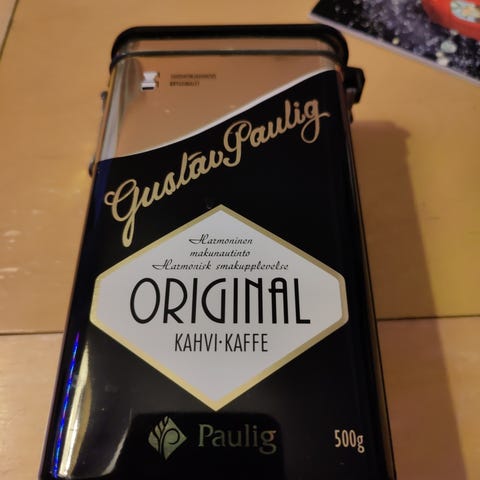 Gustav Paulig
Harmoninen
makunautinto
Harmonisk smakupplevelse
ORIGINAL
KAHVI·KAFFE
Paulig
500g